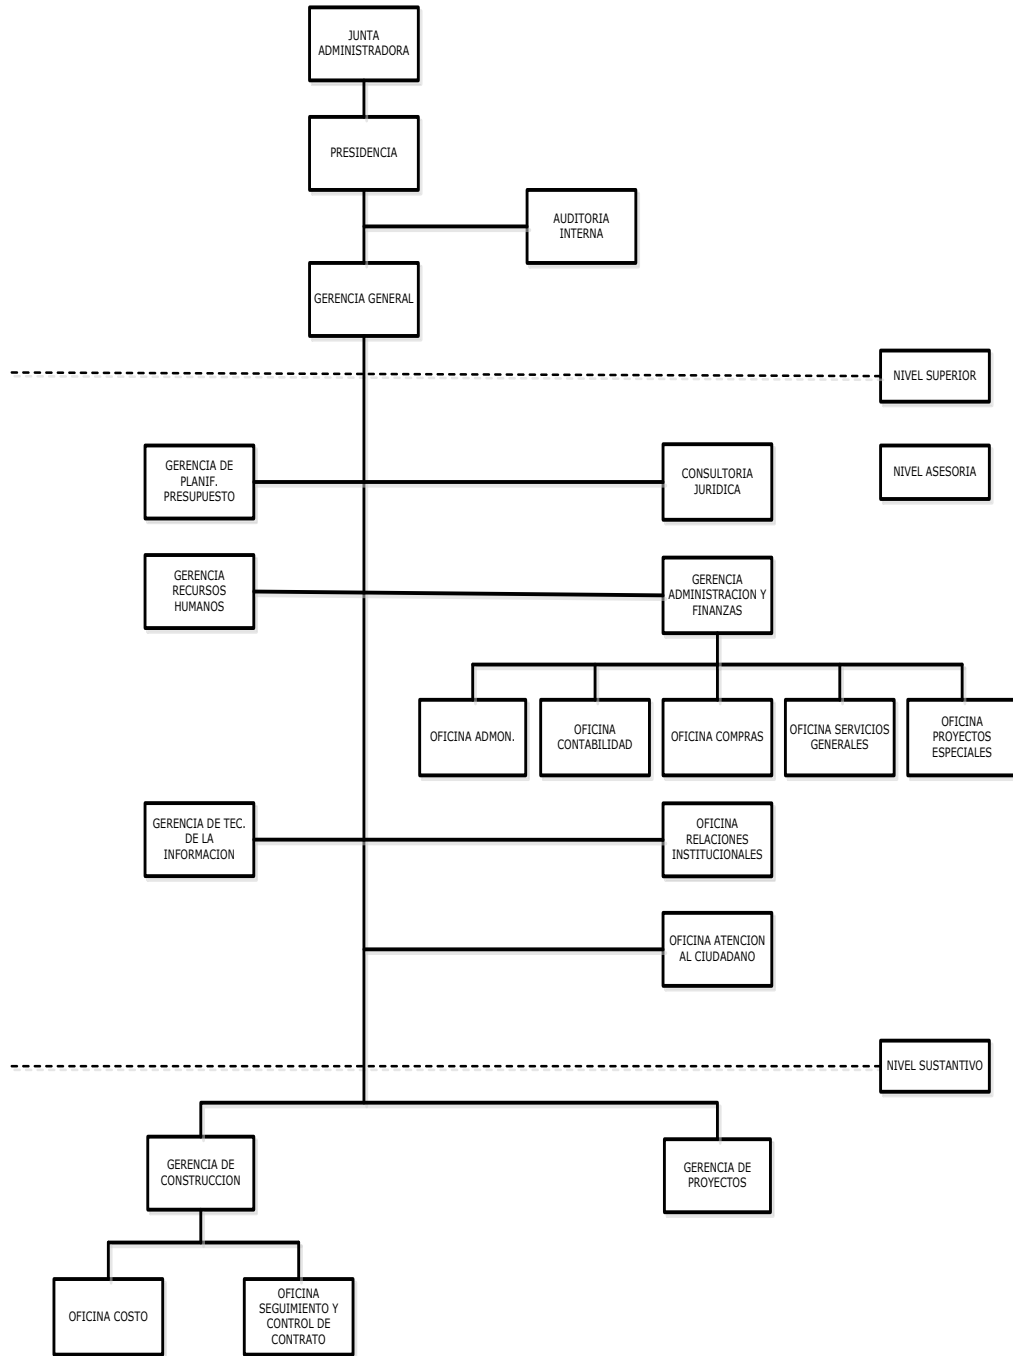 JUNTA
ADMINISTRADORA
PRESIDENCIA
AUDITORIA
INTERNA
GERENCIA GENERAL
NIVEL SUPERIOR
GERENCIA DE
PLANIF.
PRESUPUESTO
CONSULTORIA
JURIDICA
NIVEL ASESORIA
GERENCIA
RECURSOS
HUMANOS
GERENCIA
ADMINISTRACION Y
FINANZAS
OFICINA ADMON.
OFICINA
CONTABILIDAD
OFICINA COMPRAS
OFICINA SERVICIOS
GENERALES
OFICINA
PROYECTOS
ESPECIALES
GERENCIA DE TEC.
DE LA
INFORMACION
OFICINA
RELACIONES
INSTITUCIONALES
OFICINA ATENCION
AL CIUDADANO
NIVEL SUSTANTIVO
GERENCIA DE
CONSTRUCCION
GERENCIA DE
PROYECTOS
OFICINA COSTO
OFICINA
SEGUIMIENTO Y
CONTROL DE
CONTRATO